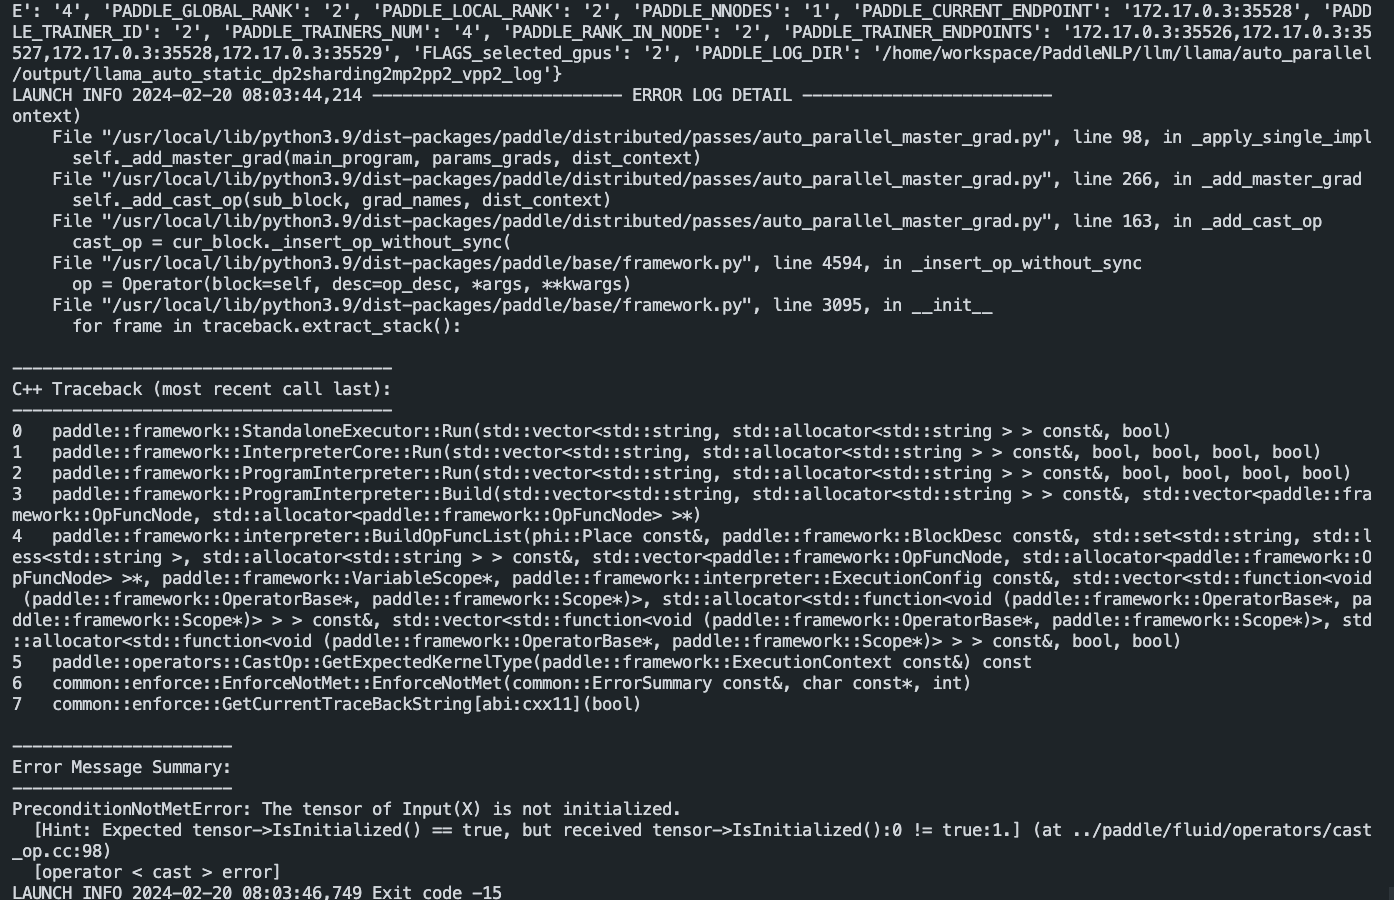 E': '4', 'PADDLE_GLOBAL_RANK': '2', 'PADDLE_LOCAL_RANK': '2', 'PADDLE_NNODES': '1', 'PADDLE_CURRENT_ENDPOINT': '172.17.0.3:35528', 'PADD
LE_TRAINER_ID': '2', 'PADDLE_TRAINERS_NUM': '4', 'PADDLE_RANK_IN_NODE': '2', 'PADDLE_TRAINER_ENDPOINTS': '172.17.0.3:35526,172.17.0.3:35
527,172.17.0.3:35528,172.17.0.3:35529', 'FLAGS_selected_gpus': '2', 'PADDLE_LOG_DIR': '/home/workspace/PaddleNLP/llm/llama/auto_parallel
/output/llama_auto_static_dp2sharding2mp2pp2_vpp2_log'}
LAUNCH INFO 2024-02-20 08:03:44,214 ------------------------- ERROR LOG DETAIL -------------------------
ontext)
    File "/usr/local/lib/python3.9/dist-packages/paddle/distributed/passes/auto_parallel_master_grad.py", line 98, in _apply_single_impl
      self._add_master_grad(main_program, params_grads, dist_context)
    File "/usr/local/lib/python3.9/dist-packages/paddle/distributed/passes/auto_parallel_master_grad.py", line 266, in _add_master_grad
      self._add_cast_op(sub_block, grad_names, dist_context)
    File "/usr/local/lib/python3.9/dist-packages/paddle/distributed/passes/auto_parallel_master_grad.py", line 163, in _add_cast_op
      cast_op = cur_block._insert_op_without_sync(
    File "/usr/local/lib/python3.9/dist-packages/paddle/base/framework.py", line 4594, in _insert_op_without_sync
      op = Operator(block=self, desc=op_desc, *args, **kwargs)
    File "/usr/local/lib/python3.9/dist-packages/paddle/base/framework.py", line 3095, in __init__
      for frame in traceback.extract_stack():
--------------------------------------
C++ Traceback (most recent call last):
--------------------------------------
0   paddle::framework::StandaloneExecutor::Run(std::vector<std::string, std::allocator<std::string > > const&, bool)
1   paddle::framework::InterpreterCore::Run(std::vector<std::string, std::allocator<std::string > > const&, bool, bool, bool, bool)
2   paddle::framework::ProgramInterpreter::Run(std::vector<std::string, std::allocator<std::string > > const&, bool, bool, bool, bool)
3   paddle::framework::ProgramInterpreter::Build(std::vector<std::string, std::allocator<std::string > > const&, std::vector<paddle::fra
mework::OpFuncNode, std::allocator<paddle::framework::OpFuncNode> >*)
4   paddle::framework::interpreter::BuildOpFuncList(phi::Place const&, paddle::framework::BlockDesc const&, std::set<std::string, std::l
ess<std::string >, std::allocator<std::string > > const&, std::vector<paddle::framework::OpFuncNode, std::allocator<paddle::framework::O
pFuncNode> >*, paddle::framework::VariableScope*, paddle::framework::interpreter::ExecutionConfig const&, std::vector<std::function<void
 (paddle::framework::OperatorBase*, paddle::framework::Scope*)>, std::allocator<std::function<void (paddle::framework::OperatorBase*, pa
ddle::framework::Scope*)> > > const&, std::vector<std::function<void (paddle::framework::OperatorBase*, paddle::framework::Scope*)>, std
::allocator<std::function<void (paddle::framework::OperatorBase*, paddle::framework::Scope*)> > > const&, bool, bool)
5   paddle::operators::CastOp::GetExpectedKernelType(paddle::framework::ExecutionContext const&) const
6   common::enforce::EnforceNotMet::EnforceNotMet(common::ErrorSummary const&, char const*, int)
7   common::enforce::GetCurrentTraceBackString[abi:cxx11](bool)
----------------------
Error Message Summary:
----------------------
PreconditionNotMetError: The tensor of Input(X) is not initialized.
  [Hint: Expected tensor->IsInitialized() == true, but received tensor->IsInitialized():0 != true:1.] (at ../paddle/fluid/operators/cast
_op.cc:98)
  [operator < cast > error]
LAUNCH INFO 2024-02-20 08:03:46,749 Exit code -15